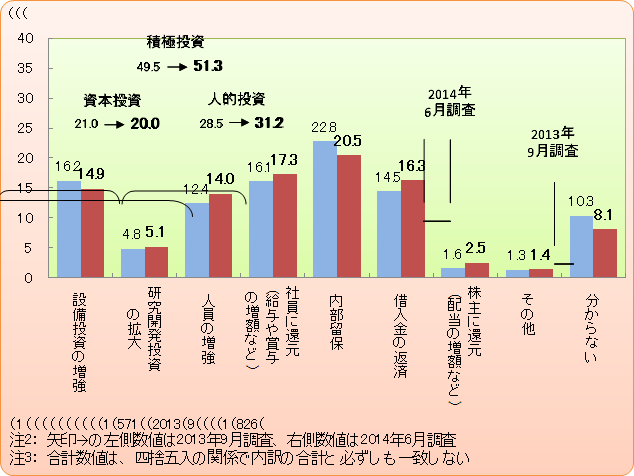 (((
40
35
30
25
20
15
10
5
0
積極投資
49.5 → 51.3
資本投資
21.0 → 20.0
人的投資
28.5 → 31.2
2014年
6月調査
2013年
9月調査
16.2
14.9
4.8
5.1
12.4
14.0
16.1
17.3
22.8
20.5
14.5
16.3
1.6
2.5
1.3
1.4
10.3
8.1
設備投資の増強
研究開発投資
の拡大
人員の増強
社員に還元
(給与や賞与
の増額など)
内部留保
借入金の返済
株主に還元
(配当の増額など)
その他
分からない
(1((((((((((1(571((2013(9((((1(826(
注2: 矢印→の左側数値は2013年9月調査、右側数値は2014年6月調査
注3: 合計数値は、四捨五入の関係で内訳の合計と必ずしも一致しない